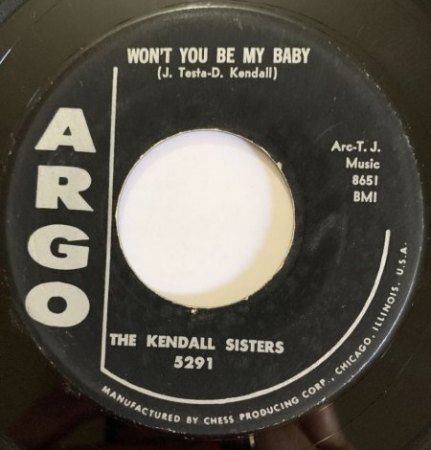 WON'T YOU BE MY BABY
(J. Testa-D. Kendall)
ARGO
Arc-T. J.
Music
8651
BMI
THE KENDALL SISTERS
5291
MANUFACTURED BY CHESS PRODUCING CORP., CHICAGO, ILLINOIS, U.S.A.